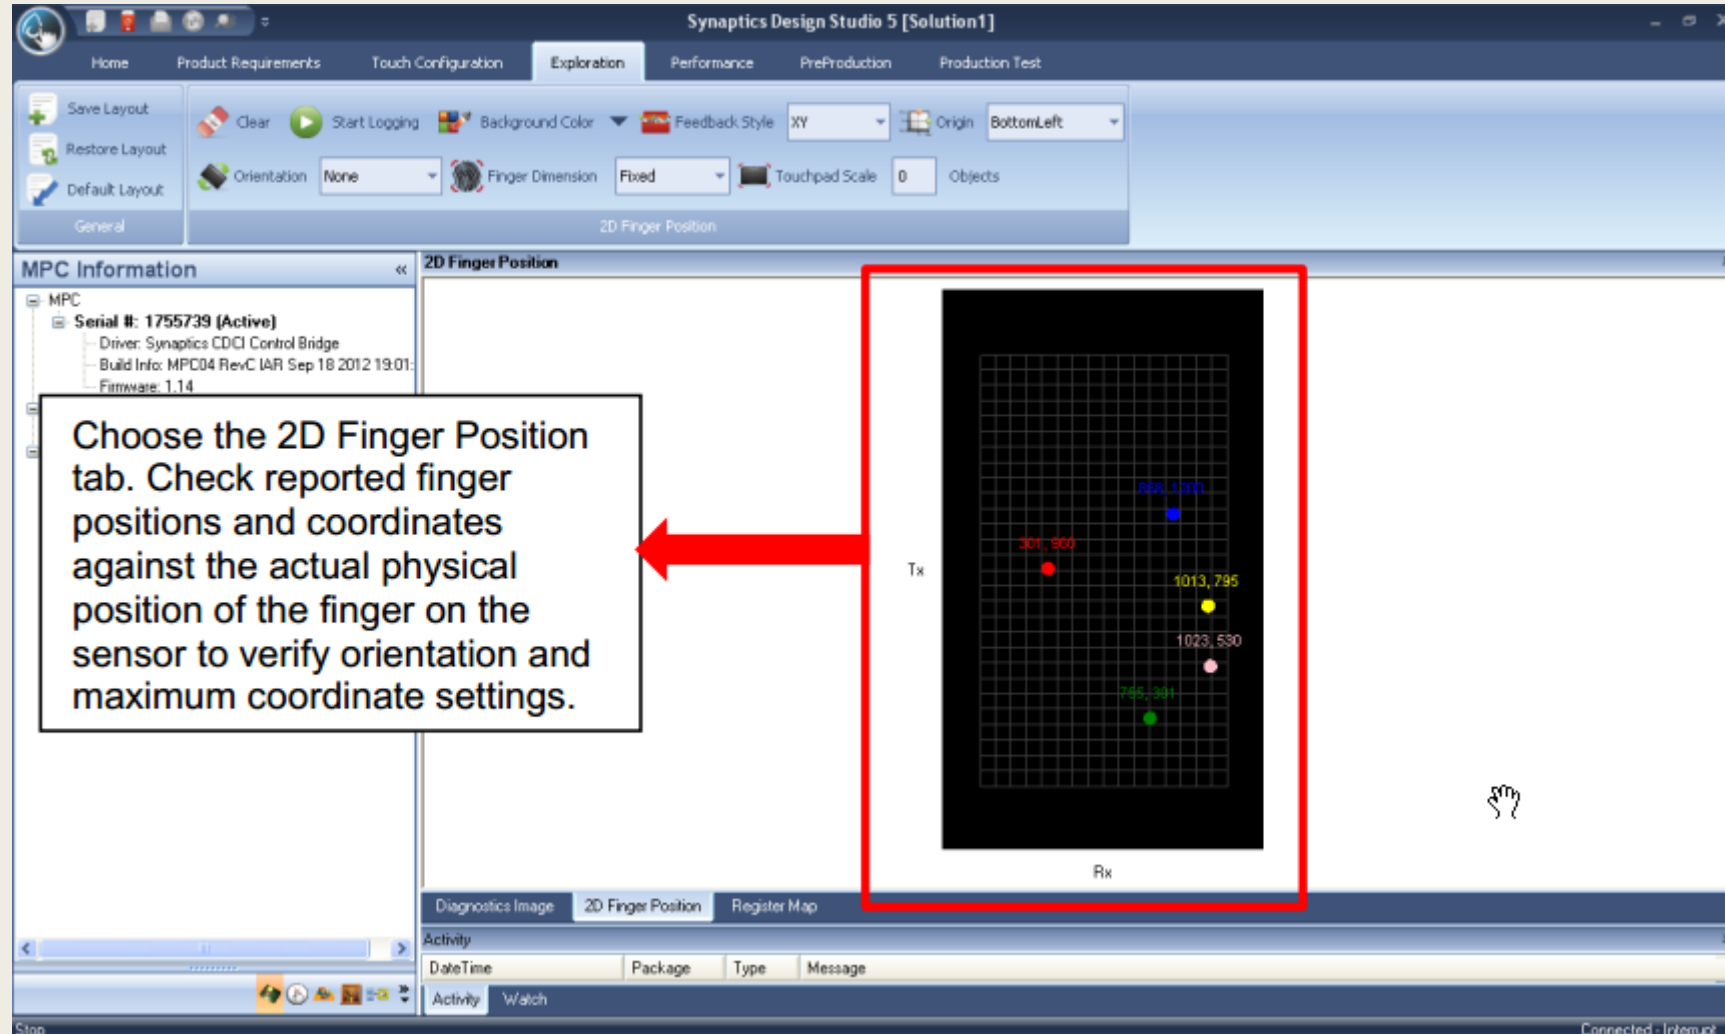 Synaptics Design Studio 5 [Solution1]
Home Product Requirements Touch Configuration Exploration Performance PreProduction Production Test
Save Layout
Restore Layout
Default Layout
General
Clear Start Logging Background Color Feedback Style XY Origin BottomLeft
Orientation None Finger Dimension Fixed Touchpad Scale 0 Objects
2D Finger Position
MPC Information
MPC
Serial #: 1755739 (Active)
Driver: Synaptics CDCI Control Bridge
Build Info: MPC04 RevC IAR Sep 18 2012 19:01:
Firmware: 1.14
Choose the 2D Finger Position
tab. Check reported finger
positions and coordinates
against the actual physical
position of the finger on the
sensor to verify orientation and
maximum coordinate settings.
2D Finger Position
1200
301, 960
Tx
1013, 795
1023, 530
Rx
Diagnostics Image 2D Finger Position Register Map
Activity
DateTime Package Type Message
Activity Watch
Stop
Connected - Interrupt